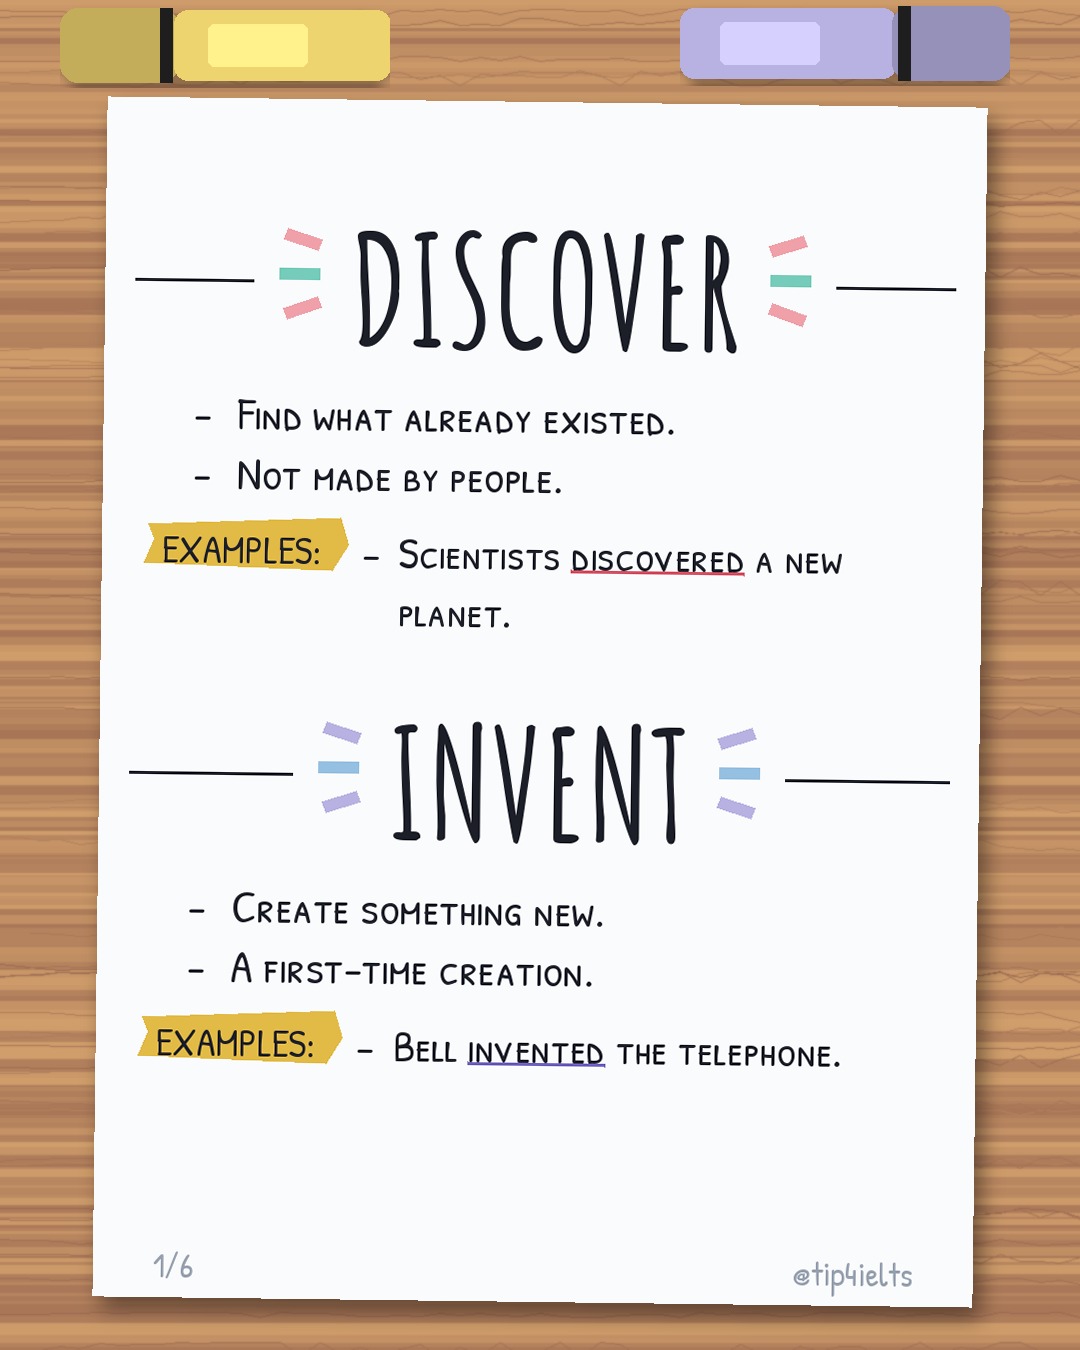 DISCOVER
- FIND WHAT ALREADY EXISTED.
- NOT MADE BY PEOPLE.
EXAMPLES: - SCIENTISTS DISCOVERED A NEW
PLANET.
INVENT
- CREATE SOMETHING NEW.
- A FIRST-TIME CREATION.
EXAMPLES: - BELL INVENTED THE TELEPHONE.
1/6
@tip4ielts